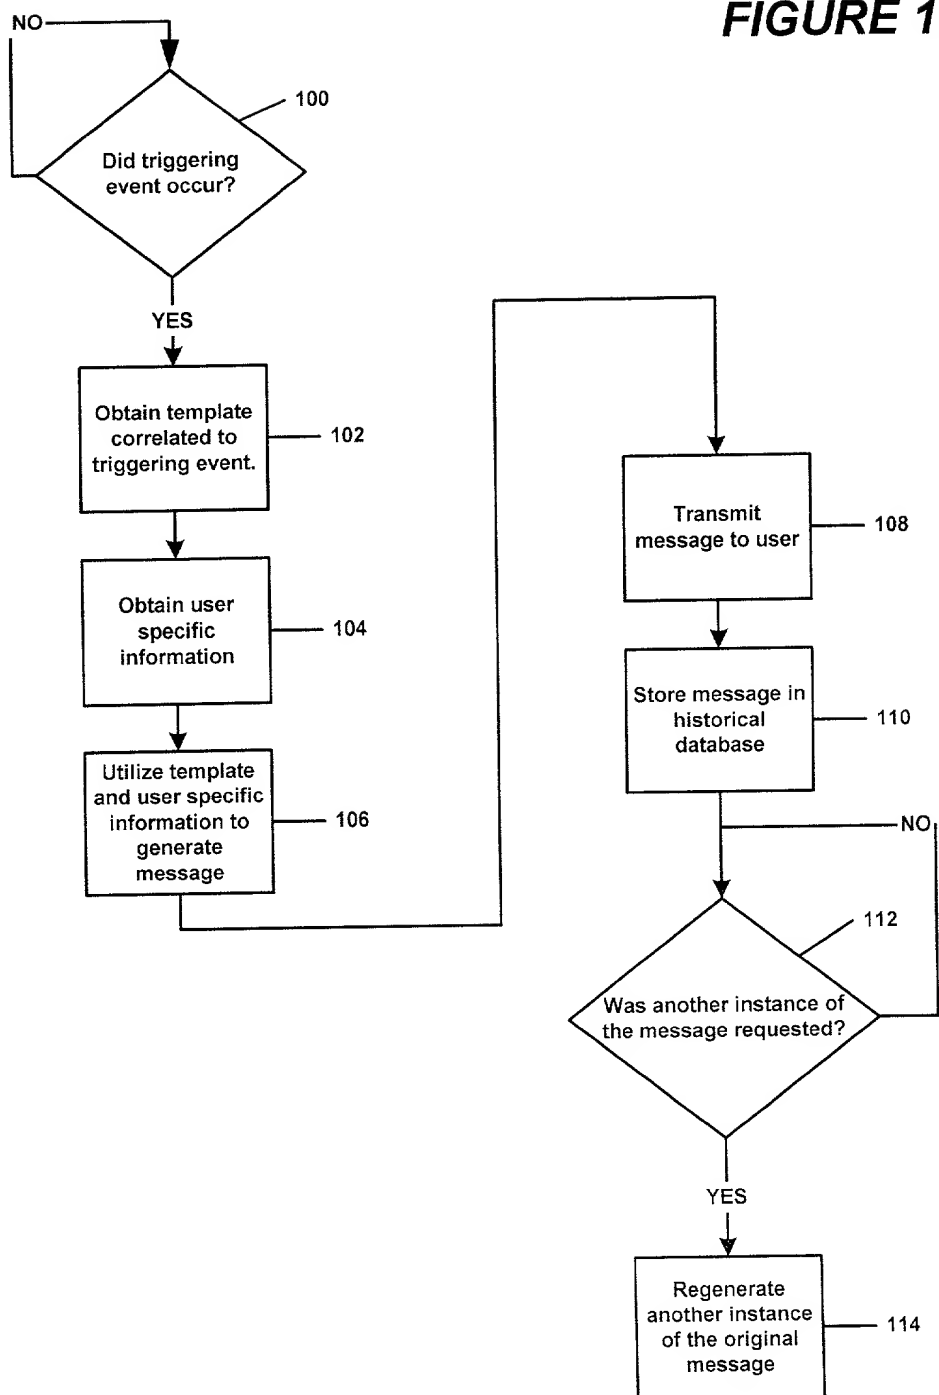 FIGURE 1
NO
100
Did triggering
event occur?
YES
Obtain template
correlated to
triggering event.
102
Obtain user
specific
information
104
Utilize template
and user specific
information to
generate
message
106
Transmit
message to user
108
Store message in
historical
database
110
NO
112
Was another instance of
the message requested?
YES
Regenerate
another instance
of the original
message
114